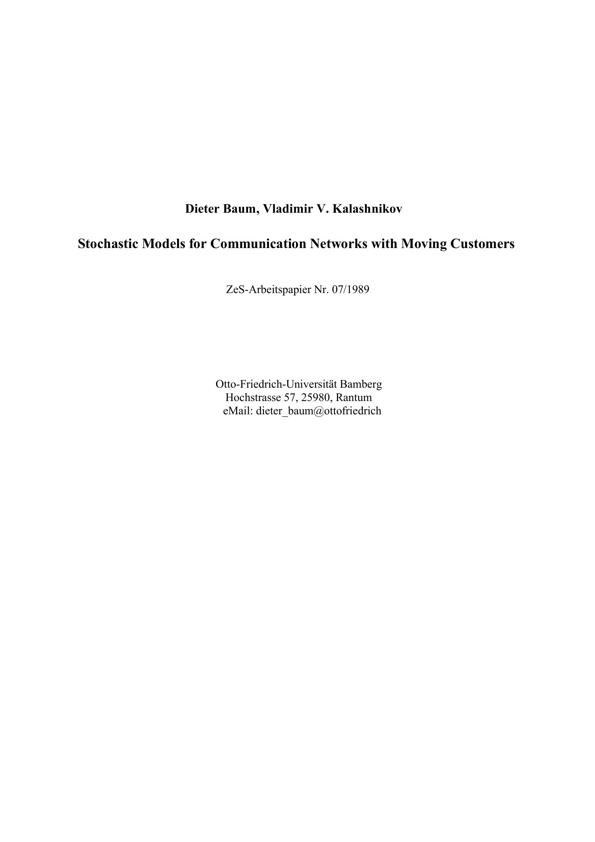 Dieter Baum, Vladimir V. Kalashnikov
Stochastic Models for Communication Networks with Moving Customers
ZeS-Arbeitspapier Nr. 07/1989
Otto-Friedrich-Universität Bamberg
Hochstrasse 57, 25980, Rantum
eMail: dieter_baum@ottofriedrich